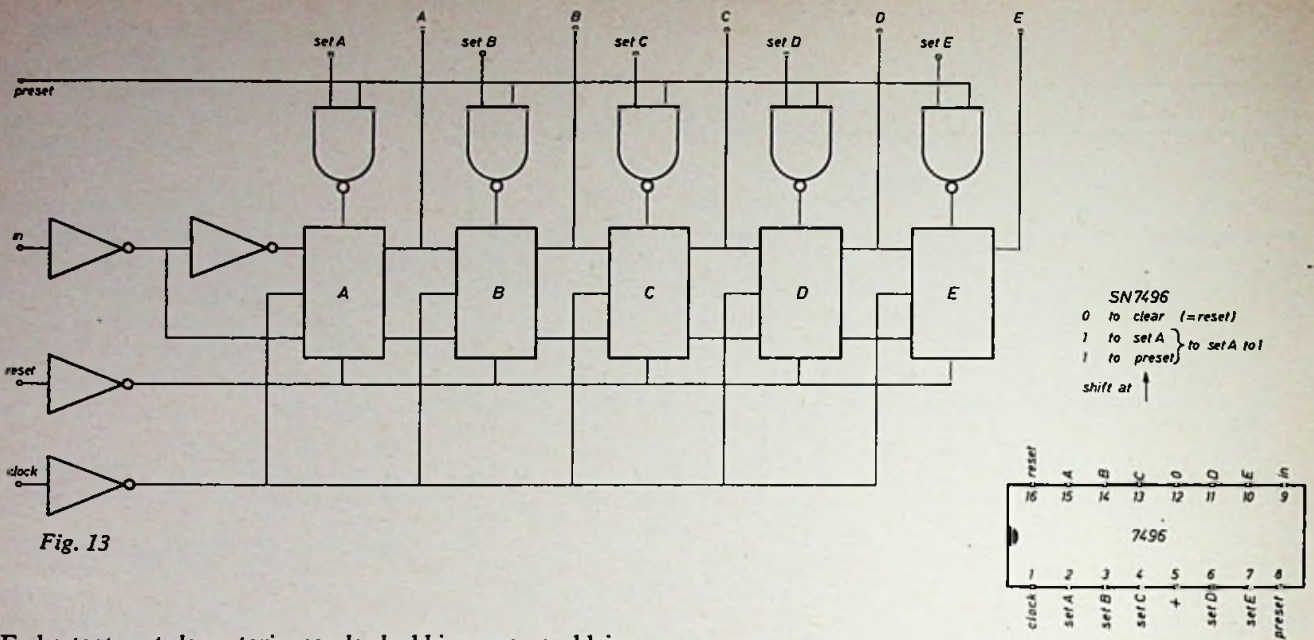 A B C D E
set A set B set C set D set E
preset
in
A B C D E
reset
clock
Fig. 13
SN7496
0 to clear (=reset)
1 to set A } to set A to 1
1 to preset
shift at ↑
reset A B C 0 D E in
16 15 14 13 12 11 10 9
7496
1 2 3 4 5 6 7 8
clock set A set B set C + set D set E preset